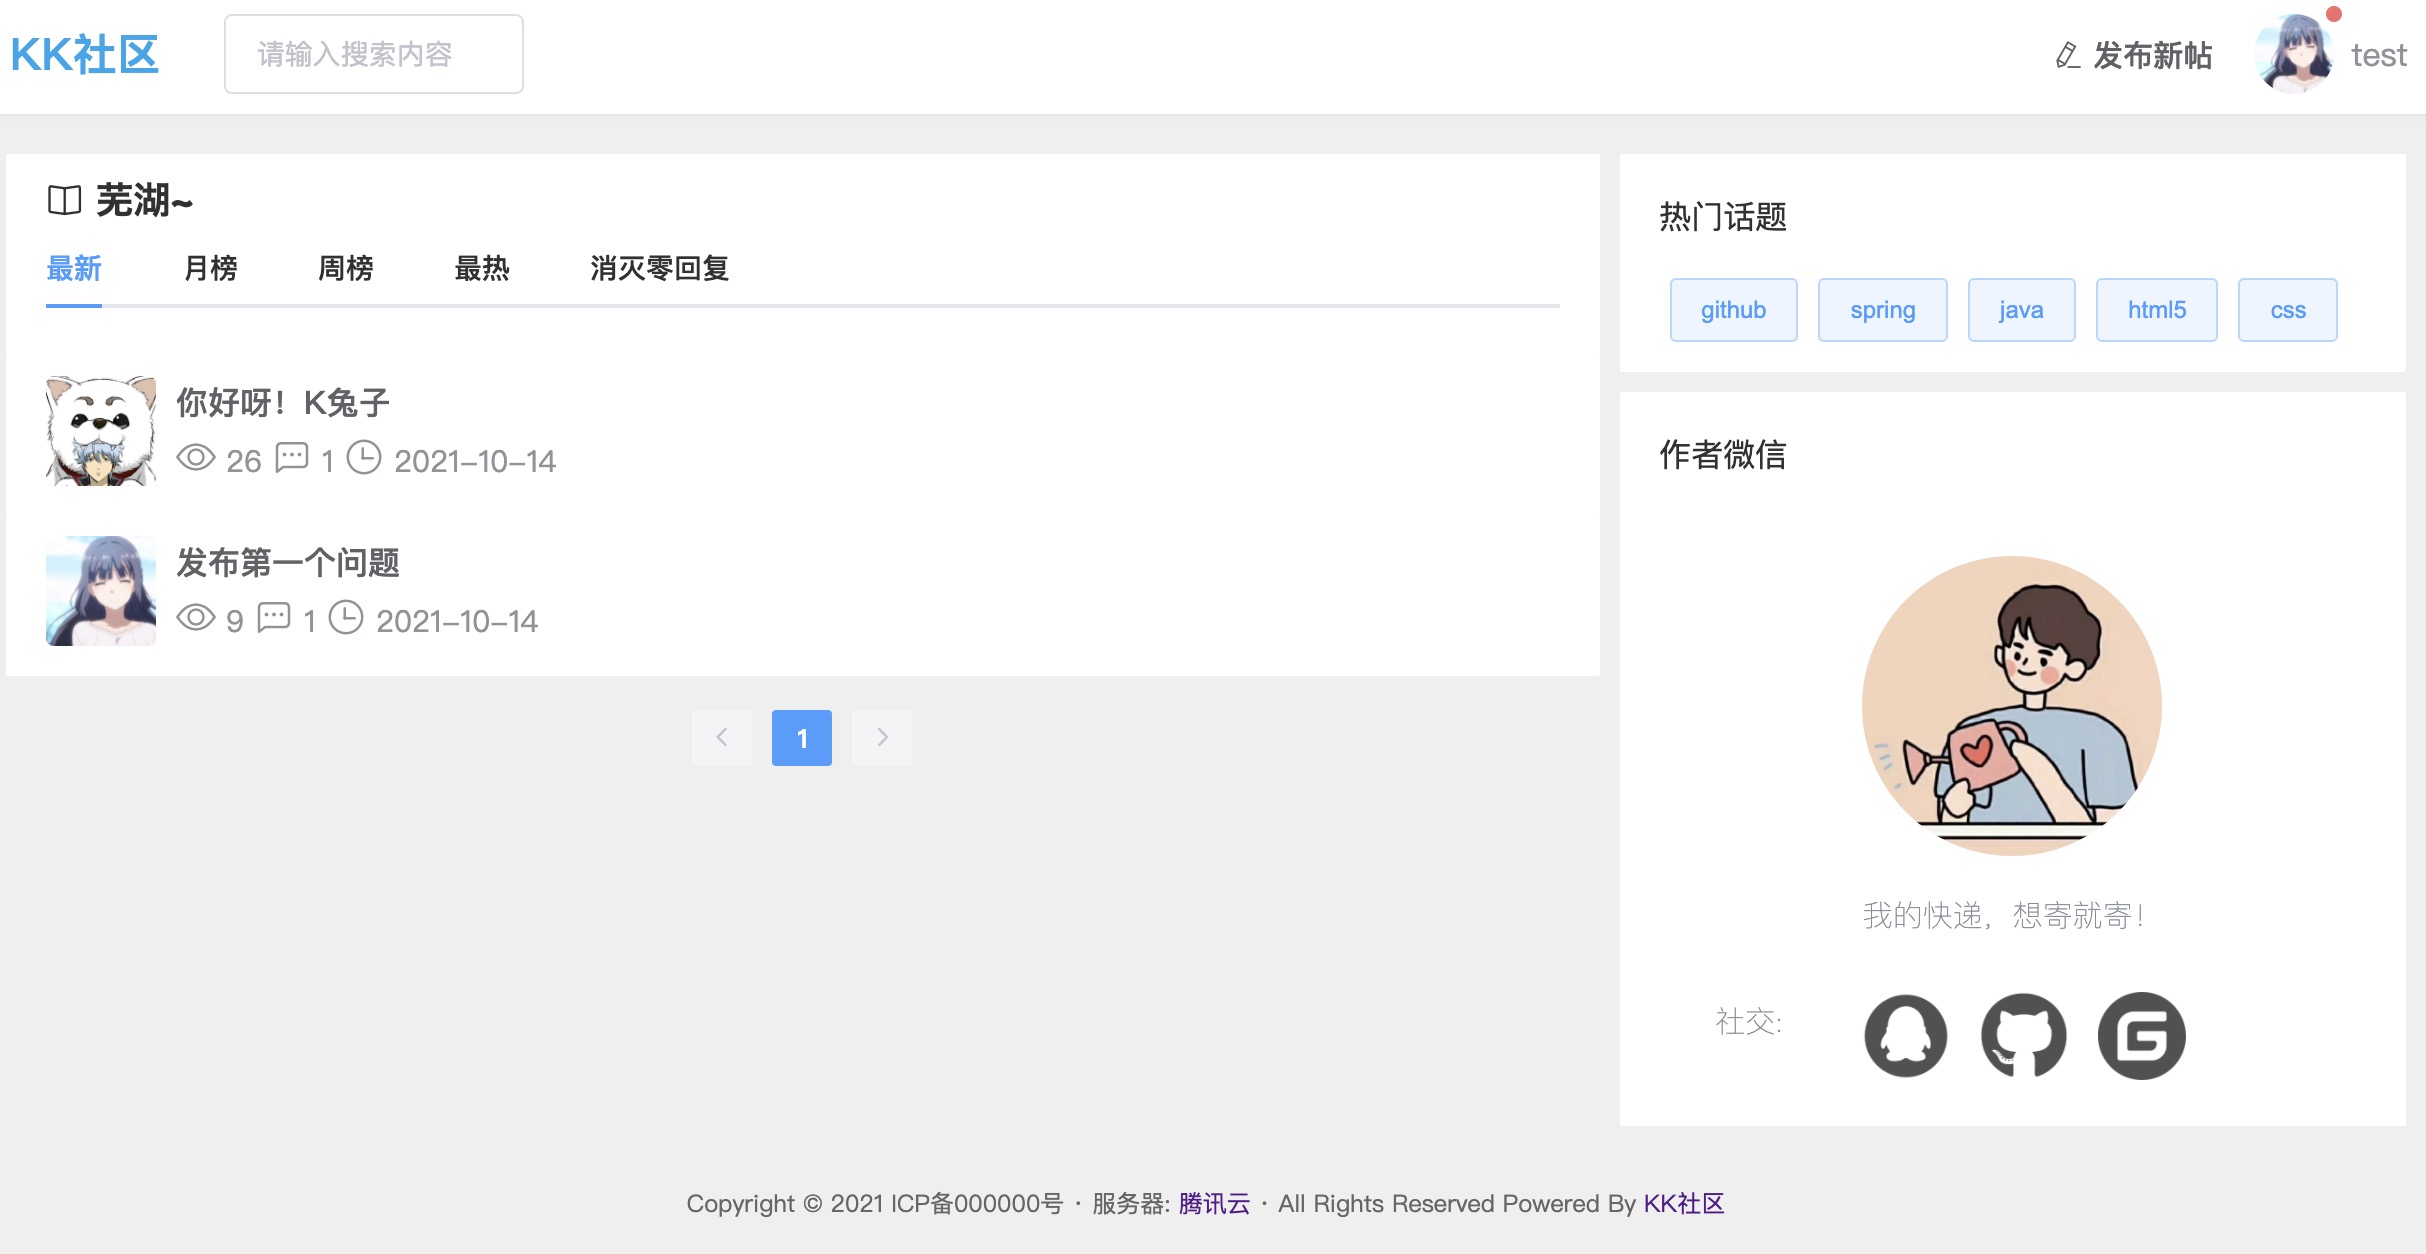 KK社区
请输入搜索内容
发布新帖
test
芜湖~
最新 月榜 周榜 最热 消灭零回复
你好呀！K兔子
26 1 2021-10-14
发布第一个问题
9 1 2021-10-14
1
热门话题
github spring java html5 css
作者微信
我的快递，想寄就寄！
社交:
Copyright © 2021 ICP备000000号 · 服务器: 腾讯云 · All Rights Reserved Powered By KK社区